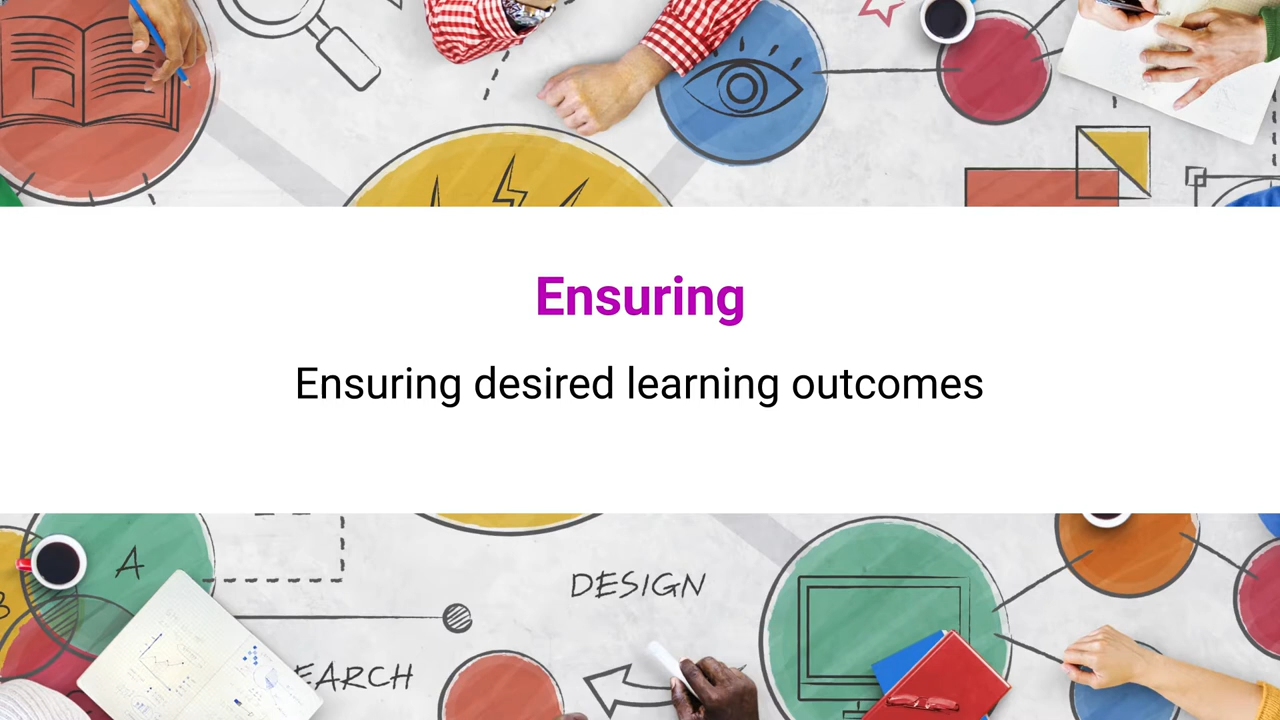 Ensuring
Ensuring desired learning outcomes
A
B
DESIGN
EARCH